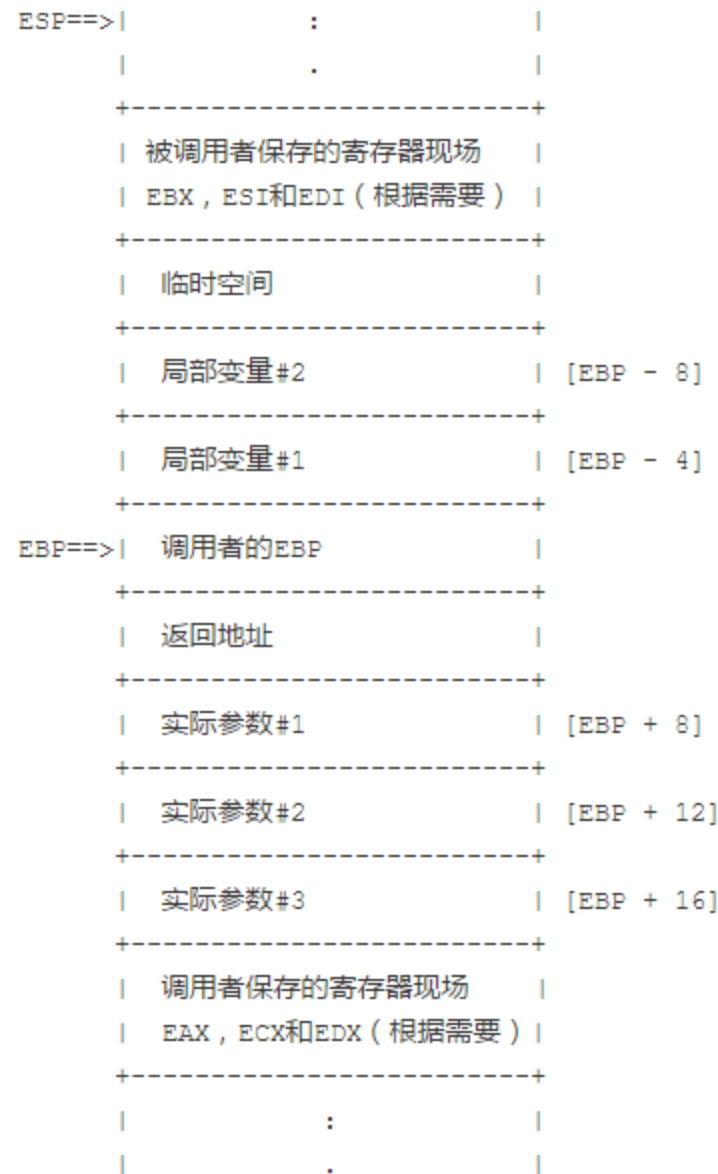 ESP==>|           :            |
      |           .            |
      +------------------------+
      | 被调用者保存的寄存器现场   |
      | EBX，ESI和EDI（根据需要） |
      +------------------------+
      |  临时空间               |
      +------------------------+
      |  局部变量#2             | [EBP - 8]
      +------------------------+
      |  局部变量#1             | [EBP - 4]
      +------------------------+
EBP==>|  调用者的EBP            |
      +------------------------+
      |  返回地址               |
      +------------------------+
      |  实际参数#1             | [EBP + 8]
      +------------------------+
      |  实际参数#2             | [EBP + 12]
      +------------------------+
      |  实际参数#3             | [EBP + 16]
      +------------------------+
      |  调用者保存的寄存器现场    |
      |  EAX，ECX和EDX（根据需要）|
      +------------------------+
      |            :           |
      |            .           |